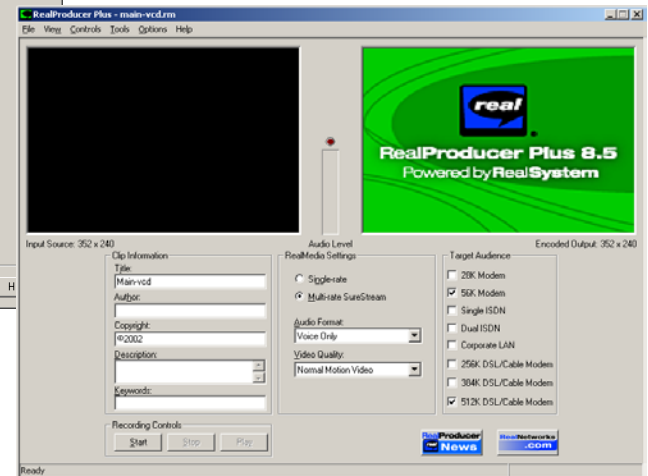 RealProducer Plus - main-vcd.rm
File View Controls Tools Options Help
real
RealProducer Plus 8.5
Powered by RealSystem
Input Source: 352 x 240
Audio Level
Encoded Output: 352 x 240
Clip Information
Title:
Main-vcd
Author:
Copyright:
©2002
Description:
Keywords:
RealMedia Settings
Single-rate
Multi-rate SureStream
Audio Format:
Voice Only
Video Quality:
Normal Motion Video
Target Audience
28K Modem
56K Modem
Single ISDN
Dual ISDN
Corporate LAN
256K DSL/Cable Modem
384K DSL/Cable Modem
512K DSL/Cable Modem
H
Recording Controls
Start Stop Play
RealProducer
News
RealNetworks
.com
Ready